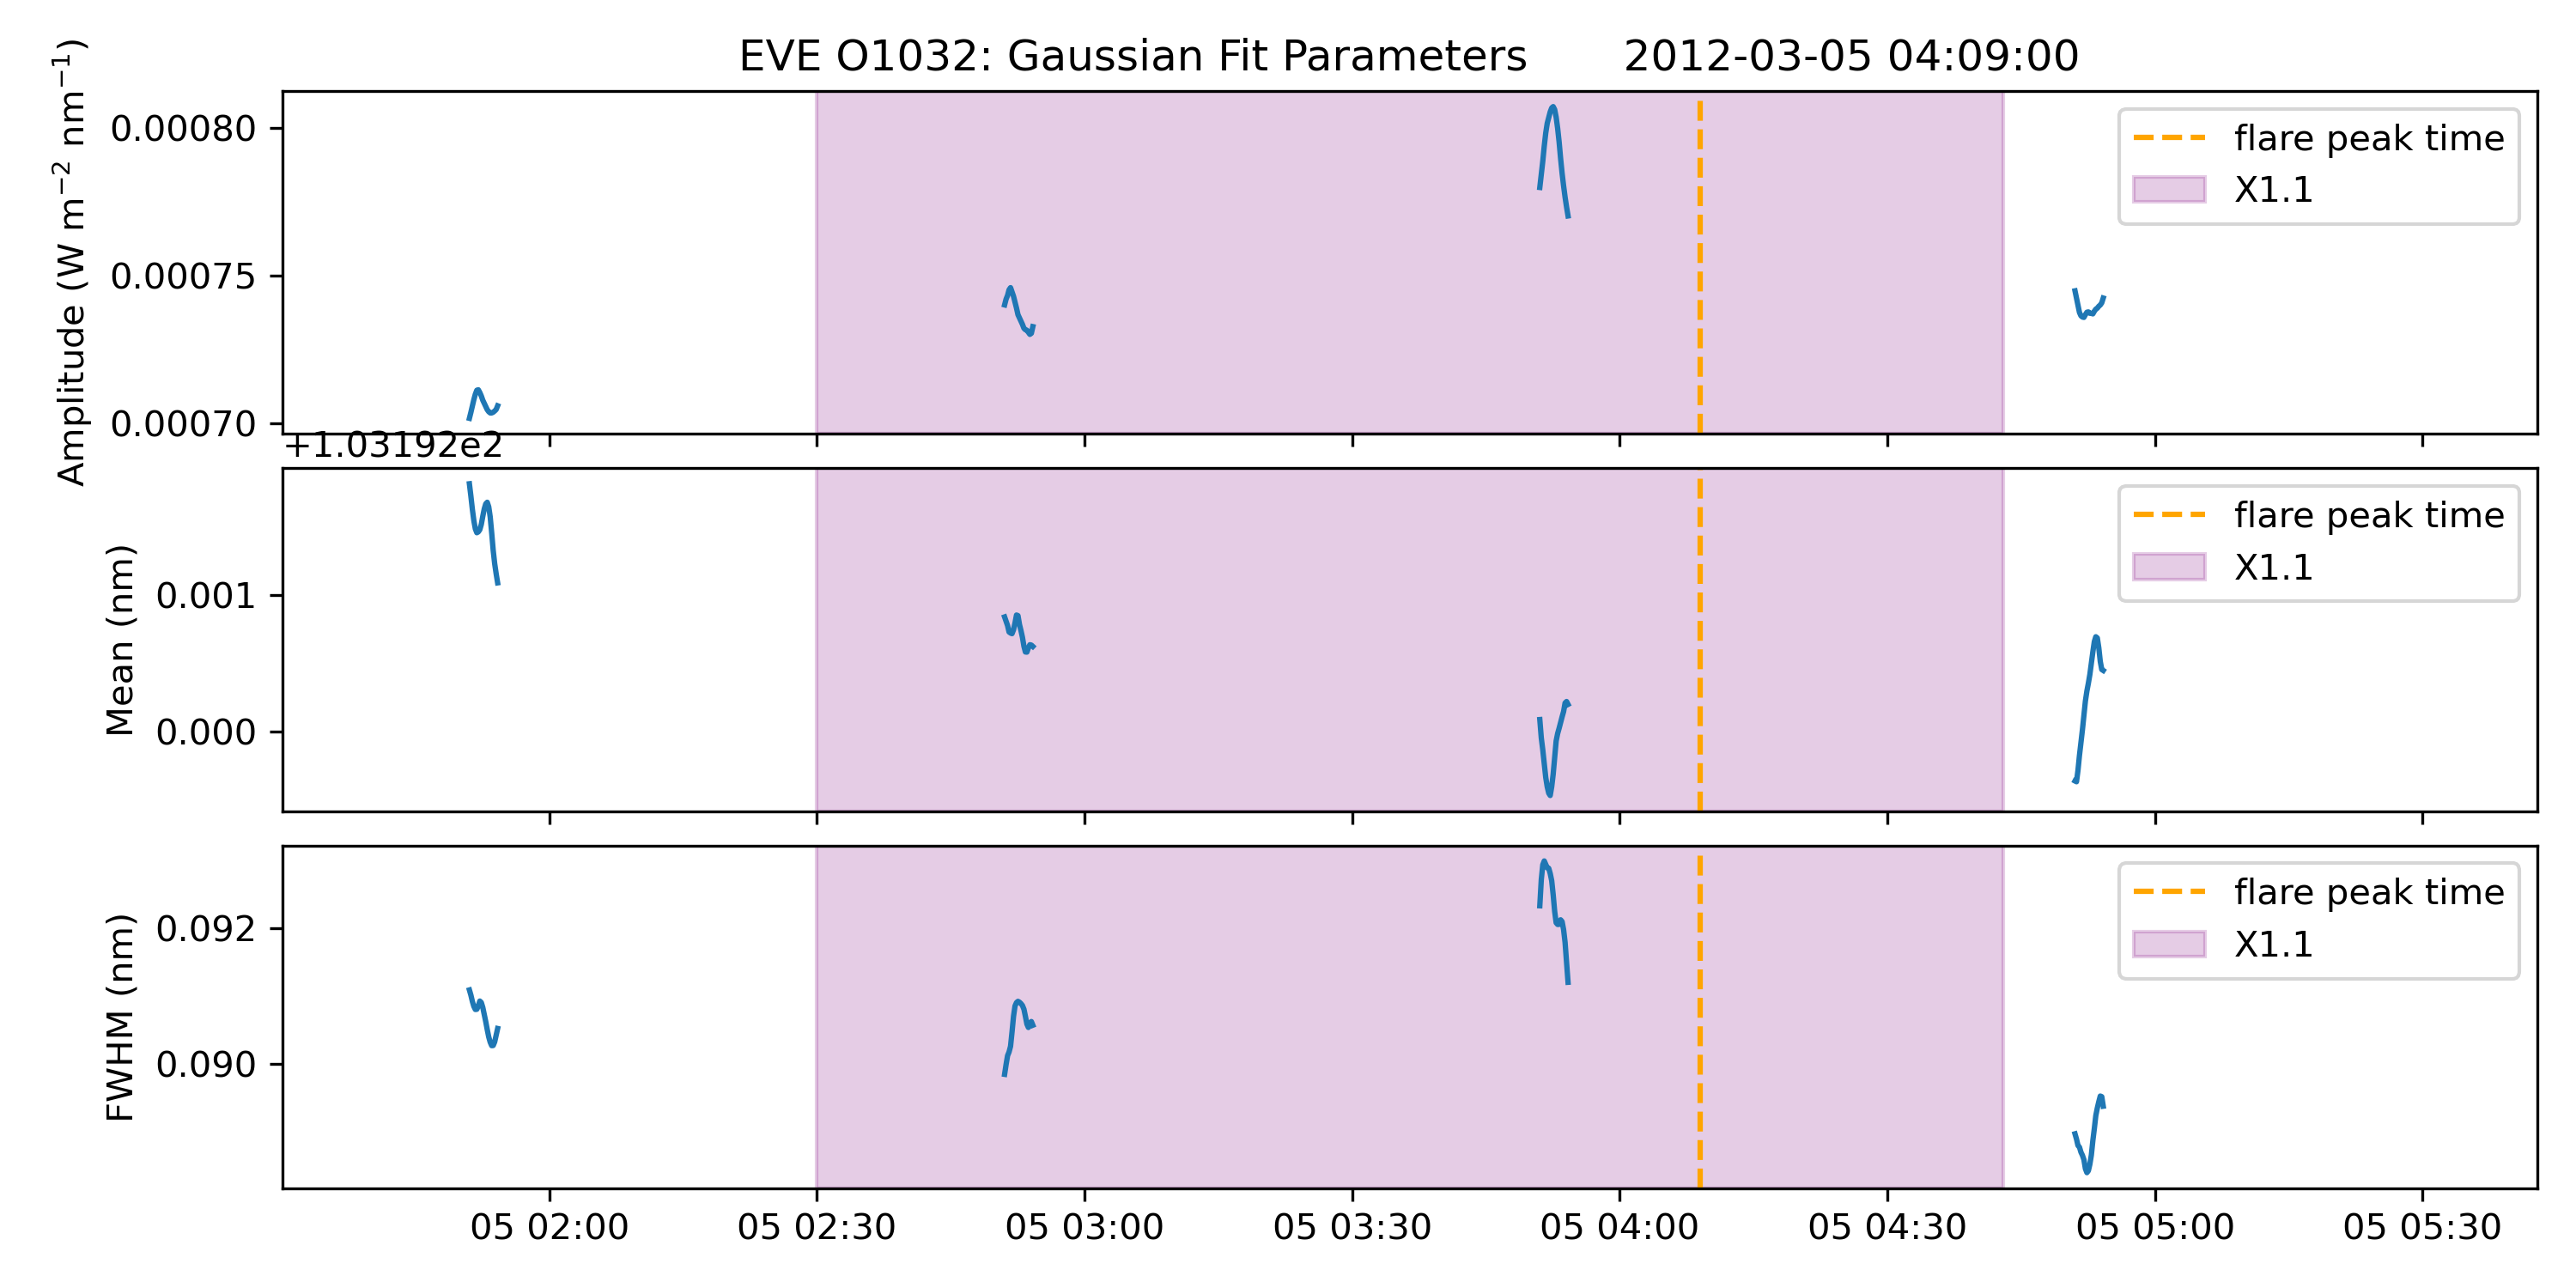 EVE O1032: Gaussian Fit Parameters 2012-03-05 04:09:00
Amplitude (W m⁻² nm⁻¹)
0.00080
0.00075
0.00070
flare peak time
X1.1
+1.03192e2
Mean (nm)
0.001
0.000
flare peak time
X1.1
FWHM (nm)
0.092
0.090
flare peak time
X1.1
05 02:00 05 02:30 05 03:00 05 03:30 05 04:00 05 04:30 05 05:00 05 05:30